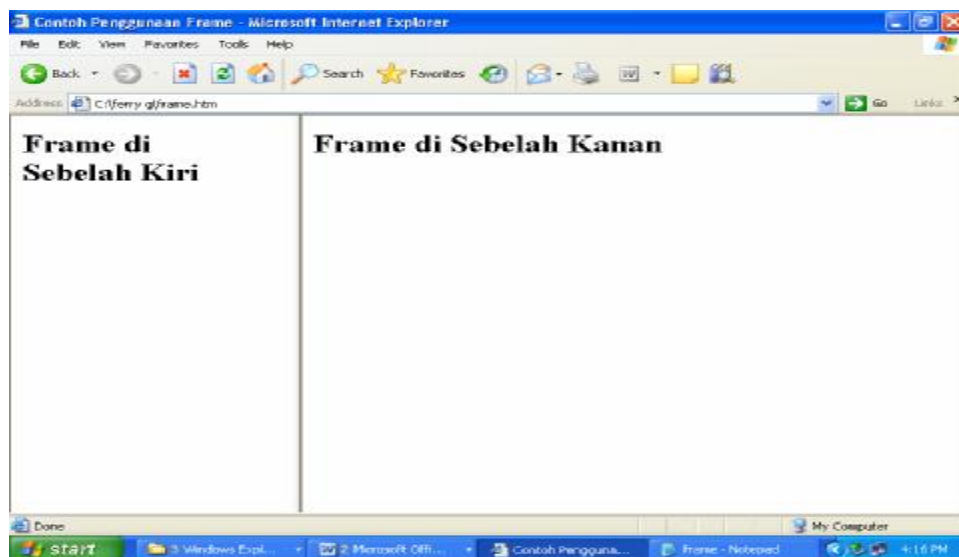 Contoh Penggunaan Frame - Microsoft Internet Explorer
File Edit View Favorites Tools Help
Back Search Favorites
Address C:\ferry gl\frame.htm Go Links
Frame di
Sebelah Kiri
Frame di Sebelah Kanan
Done My Computer
start 3 Windows Expl... 2 Microsoft Offi... Contoh Pengguna... Frame - Notepad 4:16 PM